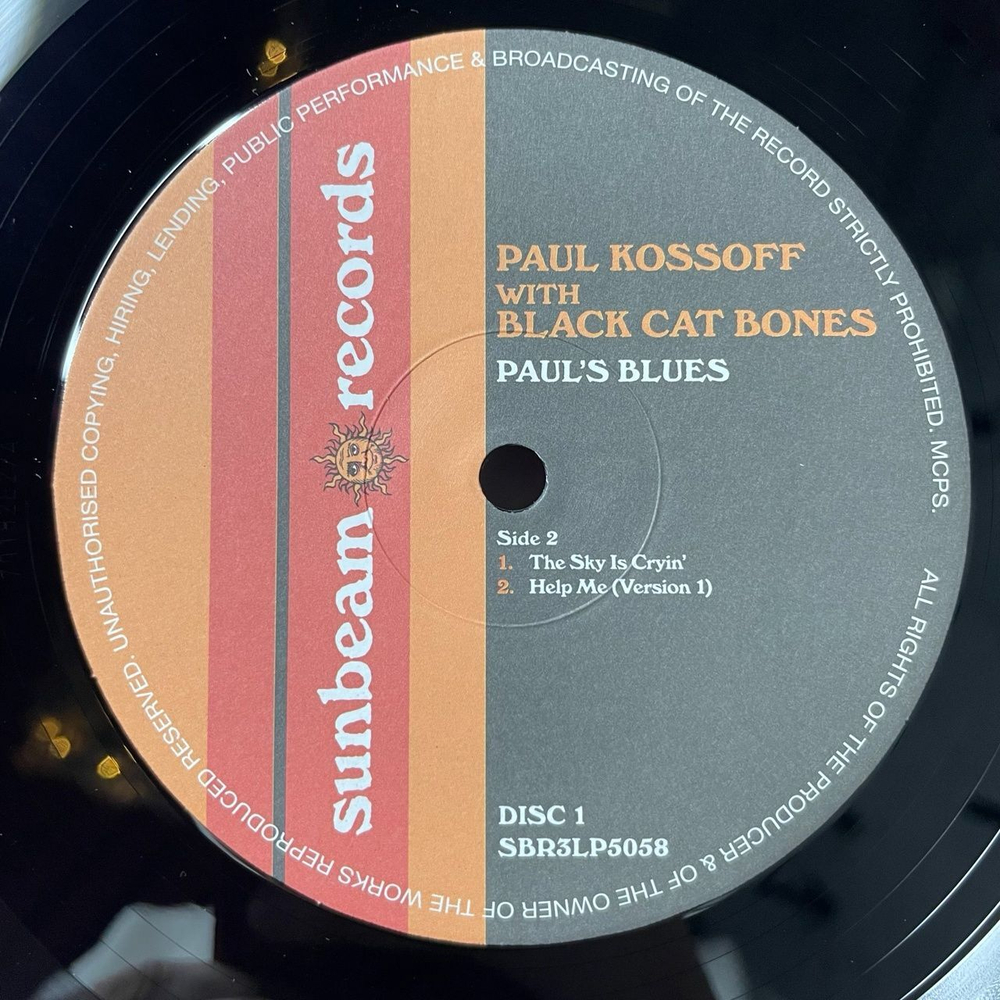 PAUL KOSSOFF
WITH
BLACK CAT BONES
PAUL'S BLUES
Side 2
1. The Sky Is Cryin'
2. Help Me (Version 1)
DISC 1
SBR3LP5058
sunbeam records
ALL RIGHTS OF THE PRODUCER & OF THE OWNER OF THE WORKS REPRODUCED RESERVED. UNAUTHORISED COPYING, HIRING, LENDING, PUBLIC PERFORMANCE & BROADCASTING OF THE RECORD STRICTLY PROHIBITED. MCPS.